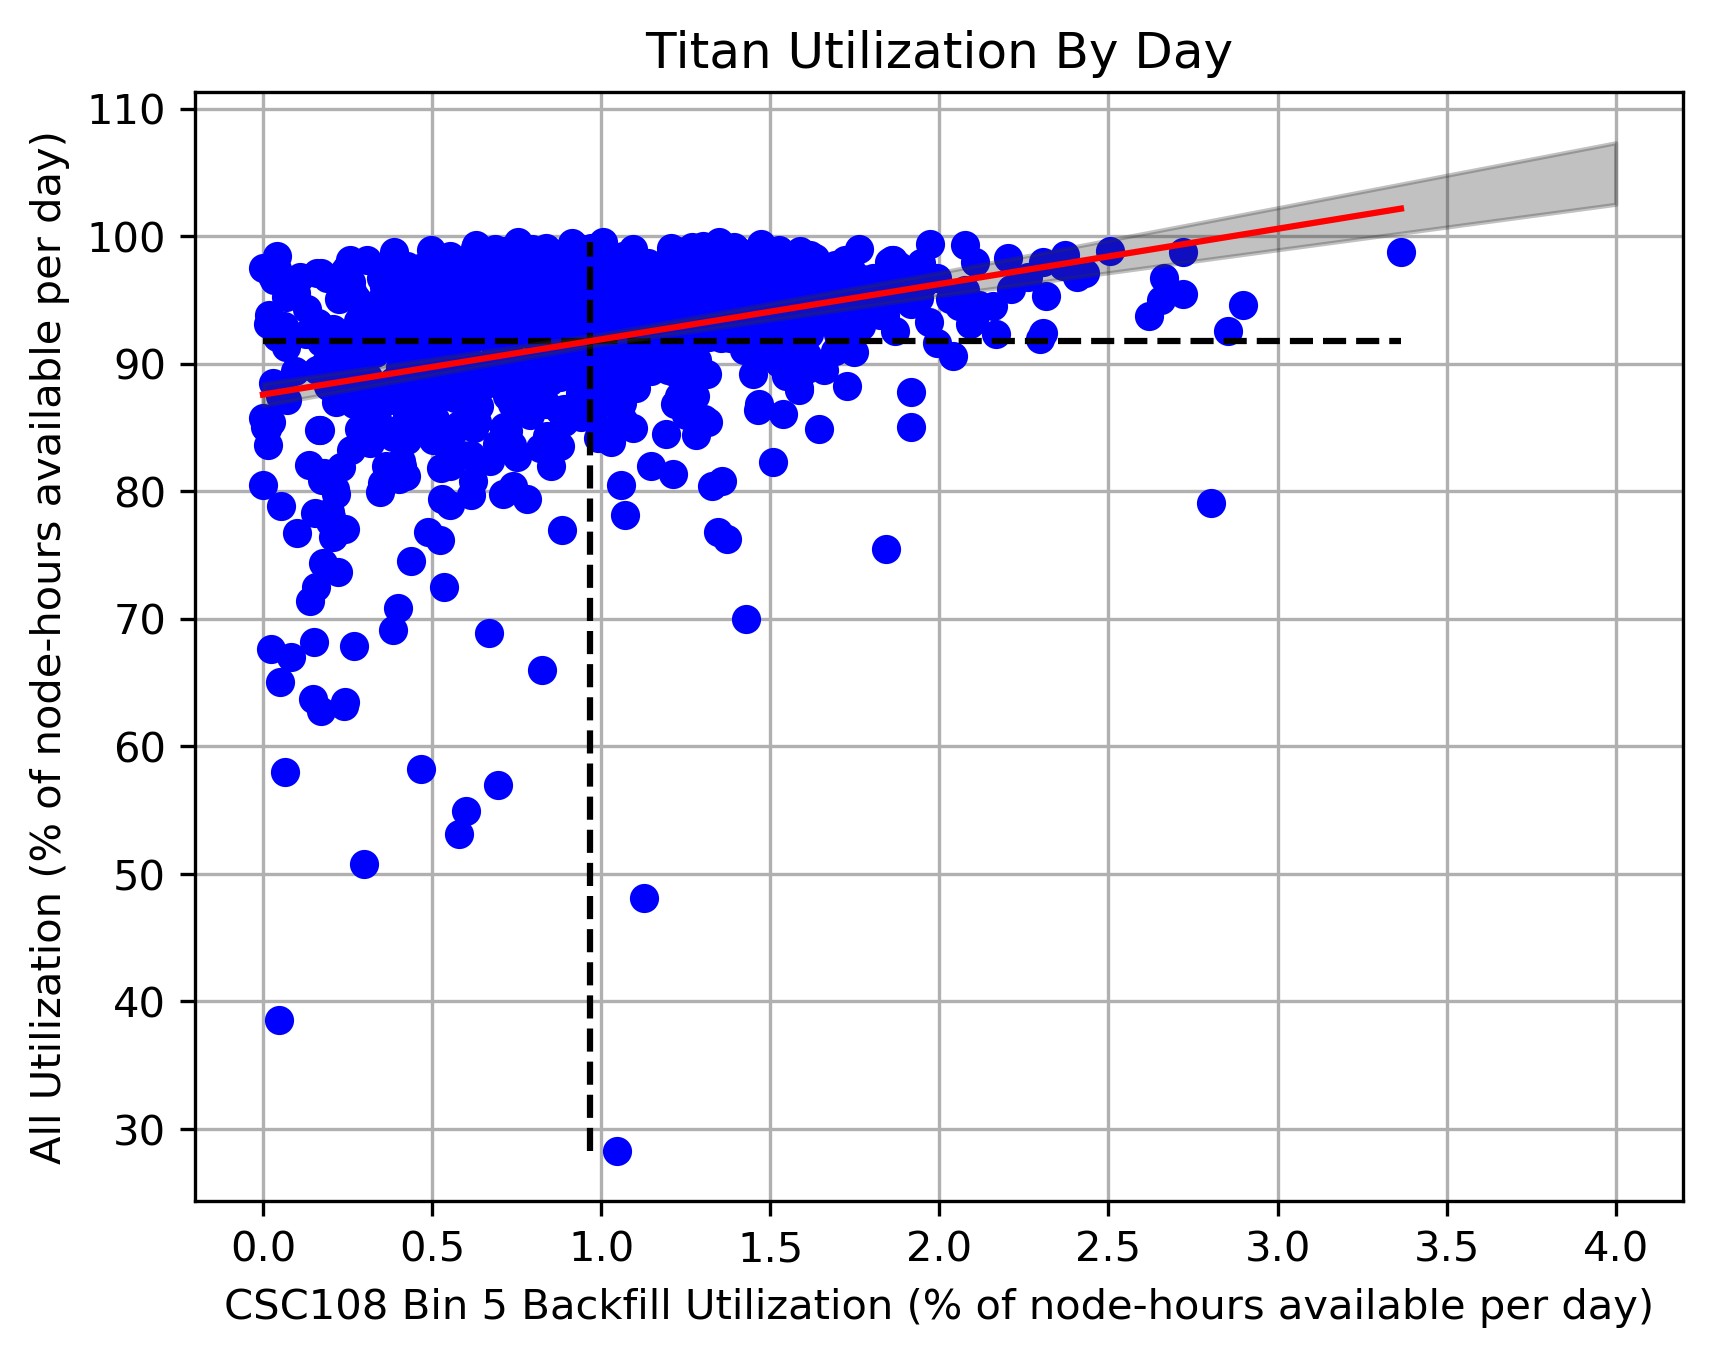 Titan Utilization By Day
All Utilization (% of node-hours available per day)
110
100
90
80
70
60
50
40
30
0.0 0.5 1.0 1.5 2.0 2.5 3.0 3.5 4.0
CSC108 Bin 5 Backfill Utilization (% of node-hours available per day)